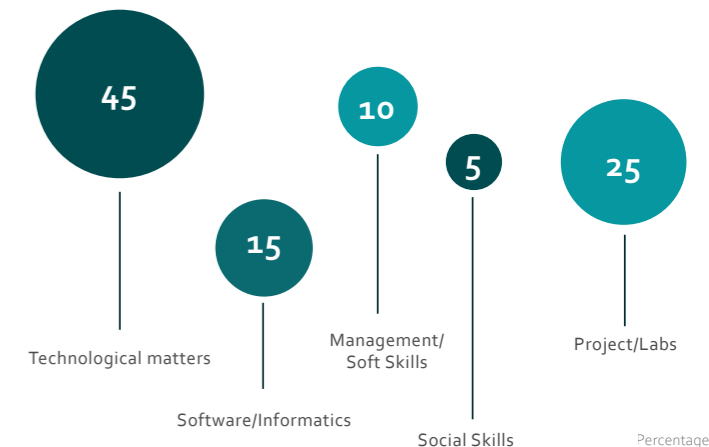 45
10
5
25
15
Management/
Soft Skills
Project/Labs
Technological matters
Software/Informatics
Social Skills
Percentage